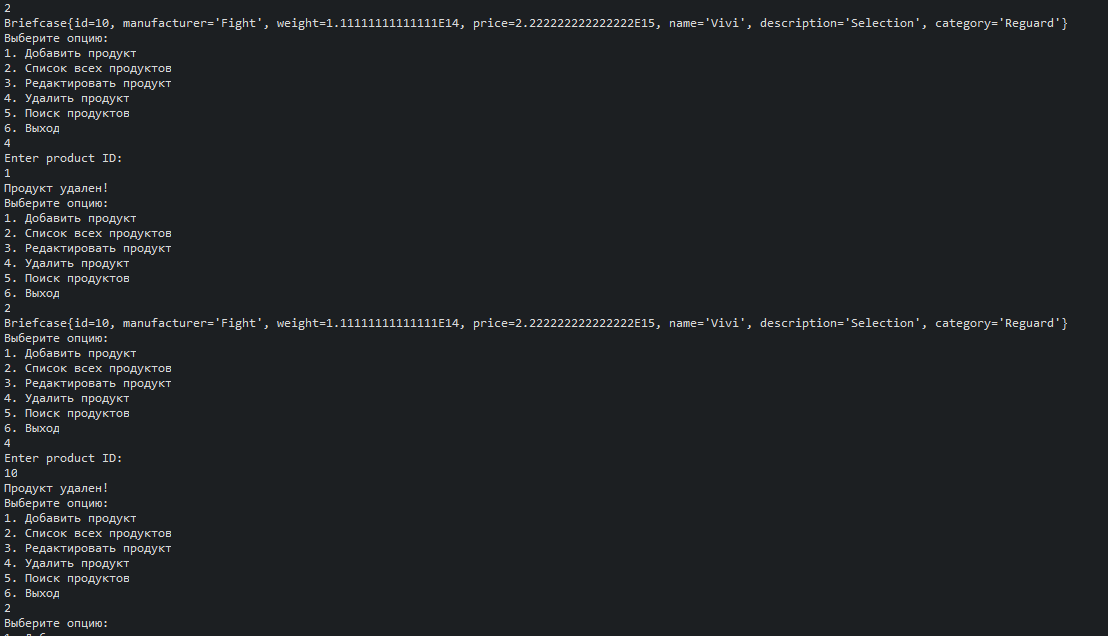 2
Briefcase{id=10, manufacturer='Fight', weight=1.11111111111111E14, price=2.222222222222222E15, name='Vivi', description='Selection', category='Reguard'}
Выберите опцию:
1. Добавить продукт
2. Список всех продуктов
3. Редактировать продукт
4. Удалить продукт
5. Поиск продуктов
6. Выход
4
Enter product ID:
1
Продукт удален!
Выберите опцию:
1. Добавить продукт
2. Список всех продуктов
3. Редактировать продукт
4. Удалить продукт
5. Поиск продуктов
6. Выход
2
Briefcase{id=10, manufacturer='Fight', weight=1.11111111111111E14, price=2.222222222222222E15, name='Vivi', description='Selection', category='Reguard'}
Выберите опцию:
1. Добавить продукт
2. Список всех продуктов
3. Редактировать продукт
4. Удалить продукт
5. Поиск продуктов
6. Выход
4
Enter product ID:
10
Продукт удален!
Выберите опцию:
1. Добавить продукт
2. Список всех продуктов
3. Редактировать продукт
4. Удалить продукт
5. Поиск продуктов
6. Выход
2
Выберите опцию: